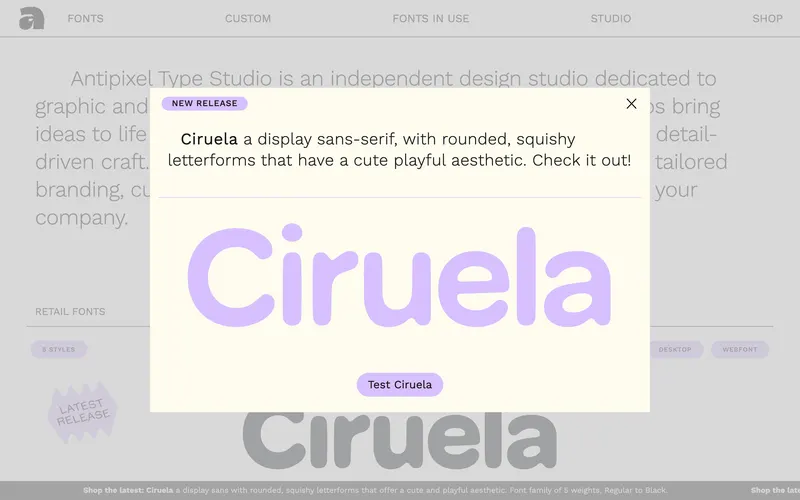 a
FONTS
CUSTOM
FONTS IN USE
STUDIO
SHOP
Antipixel Type Studio is an independent design studio dedicated to
graphic and
ps bring
NEW RELEASE
ideas to life
detail-
driven craft.
tailored
branding, cu
your
company.
Ciruela a display sans-serif, with rounded, squishy
letterforms that have a cute playful aesthetic. Check it out!
Ciruela
Test Ciruela
RETAIL FONTS
5 STYLES
DESKTOP
WEBFONT
LATEST
RELEASE
Ciruela
Shop the latest: Ciruela a display sans with rounded, squishy letterforms that offer a cute and playful aesthetic. Font family of 5 weights, Regular to Black.
Shop the lates